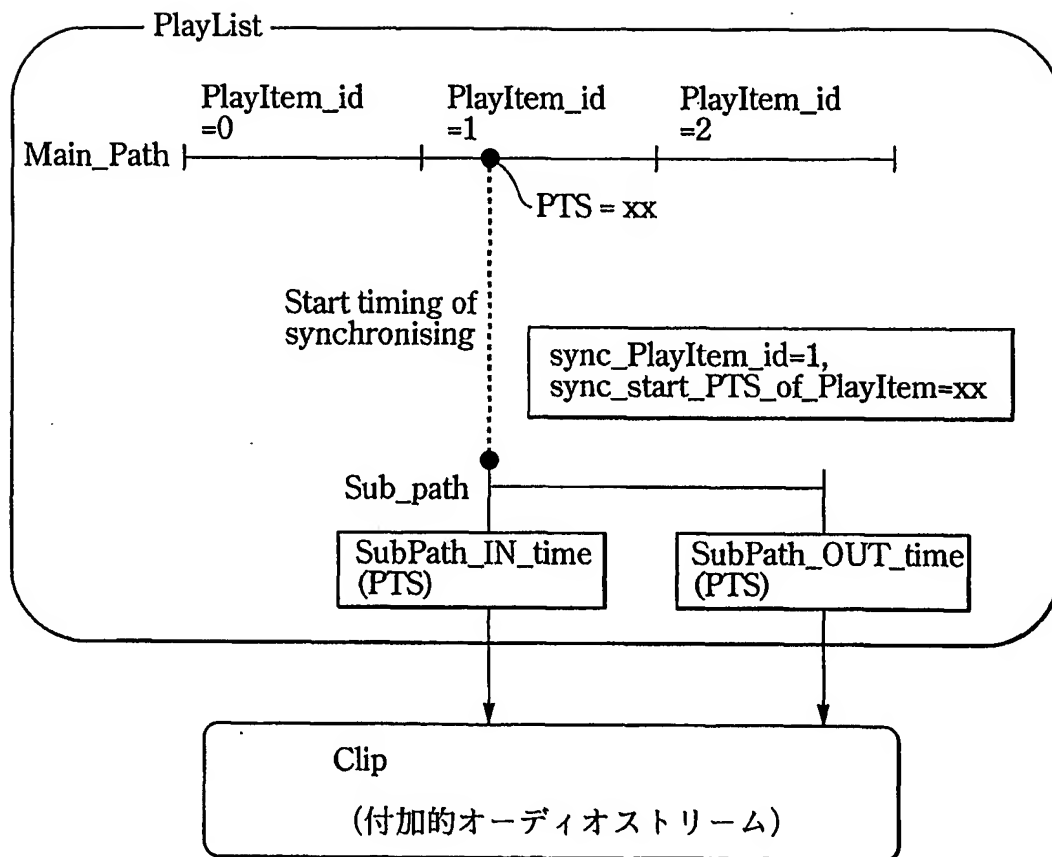 PlayList
PlayItem_id
=0
PlayItem_id
=1
PlayItem_id
=2
Main_Path
PTS = xx
Start timing of
synchronising
sync_PlayItem_id=1,
sync_start_PTS_of_PlayItem=xx
Sub_path
SubPath_IN_time
(PTS)
SubPath_OUT_time
(PTS)
Clip
(付加的オーディオストリーム)